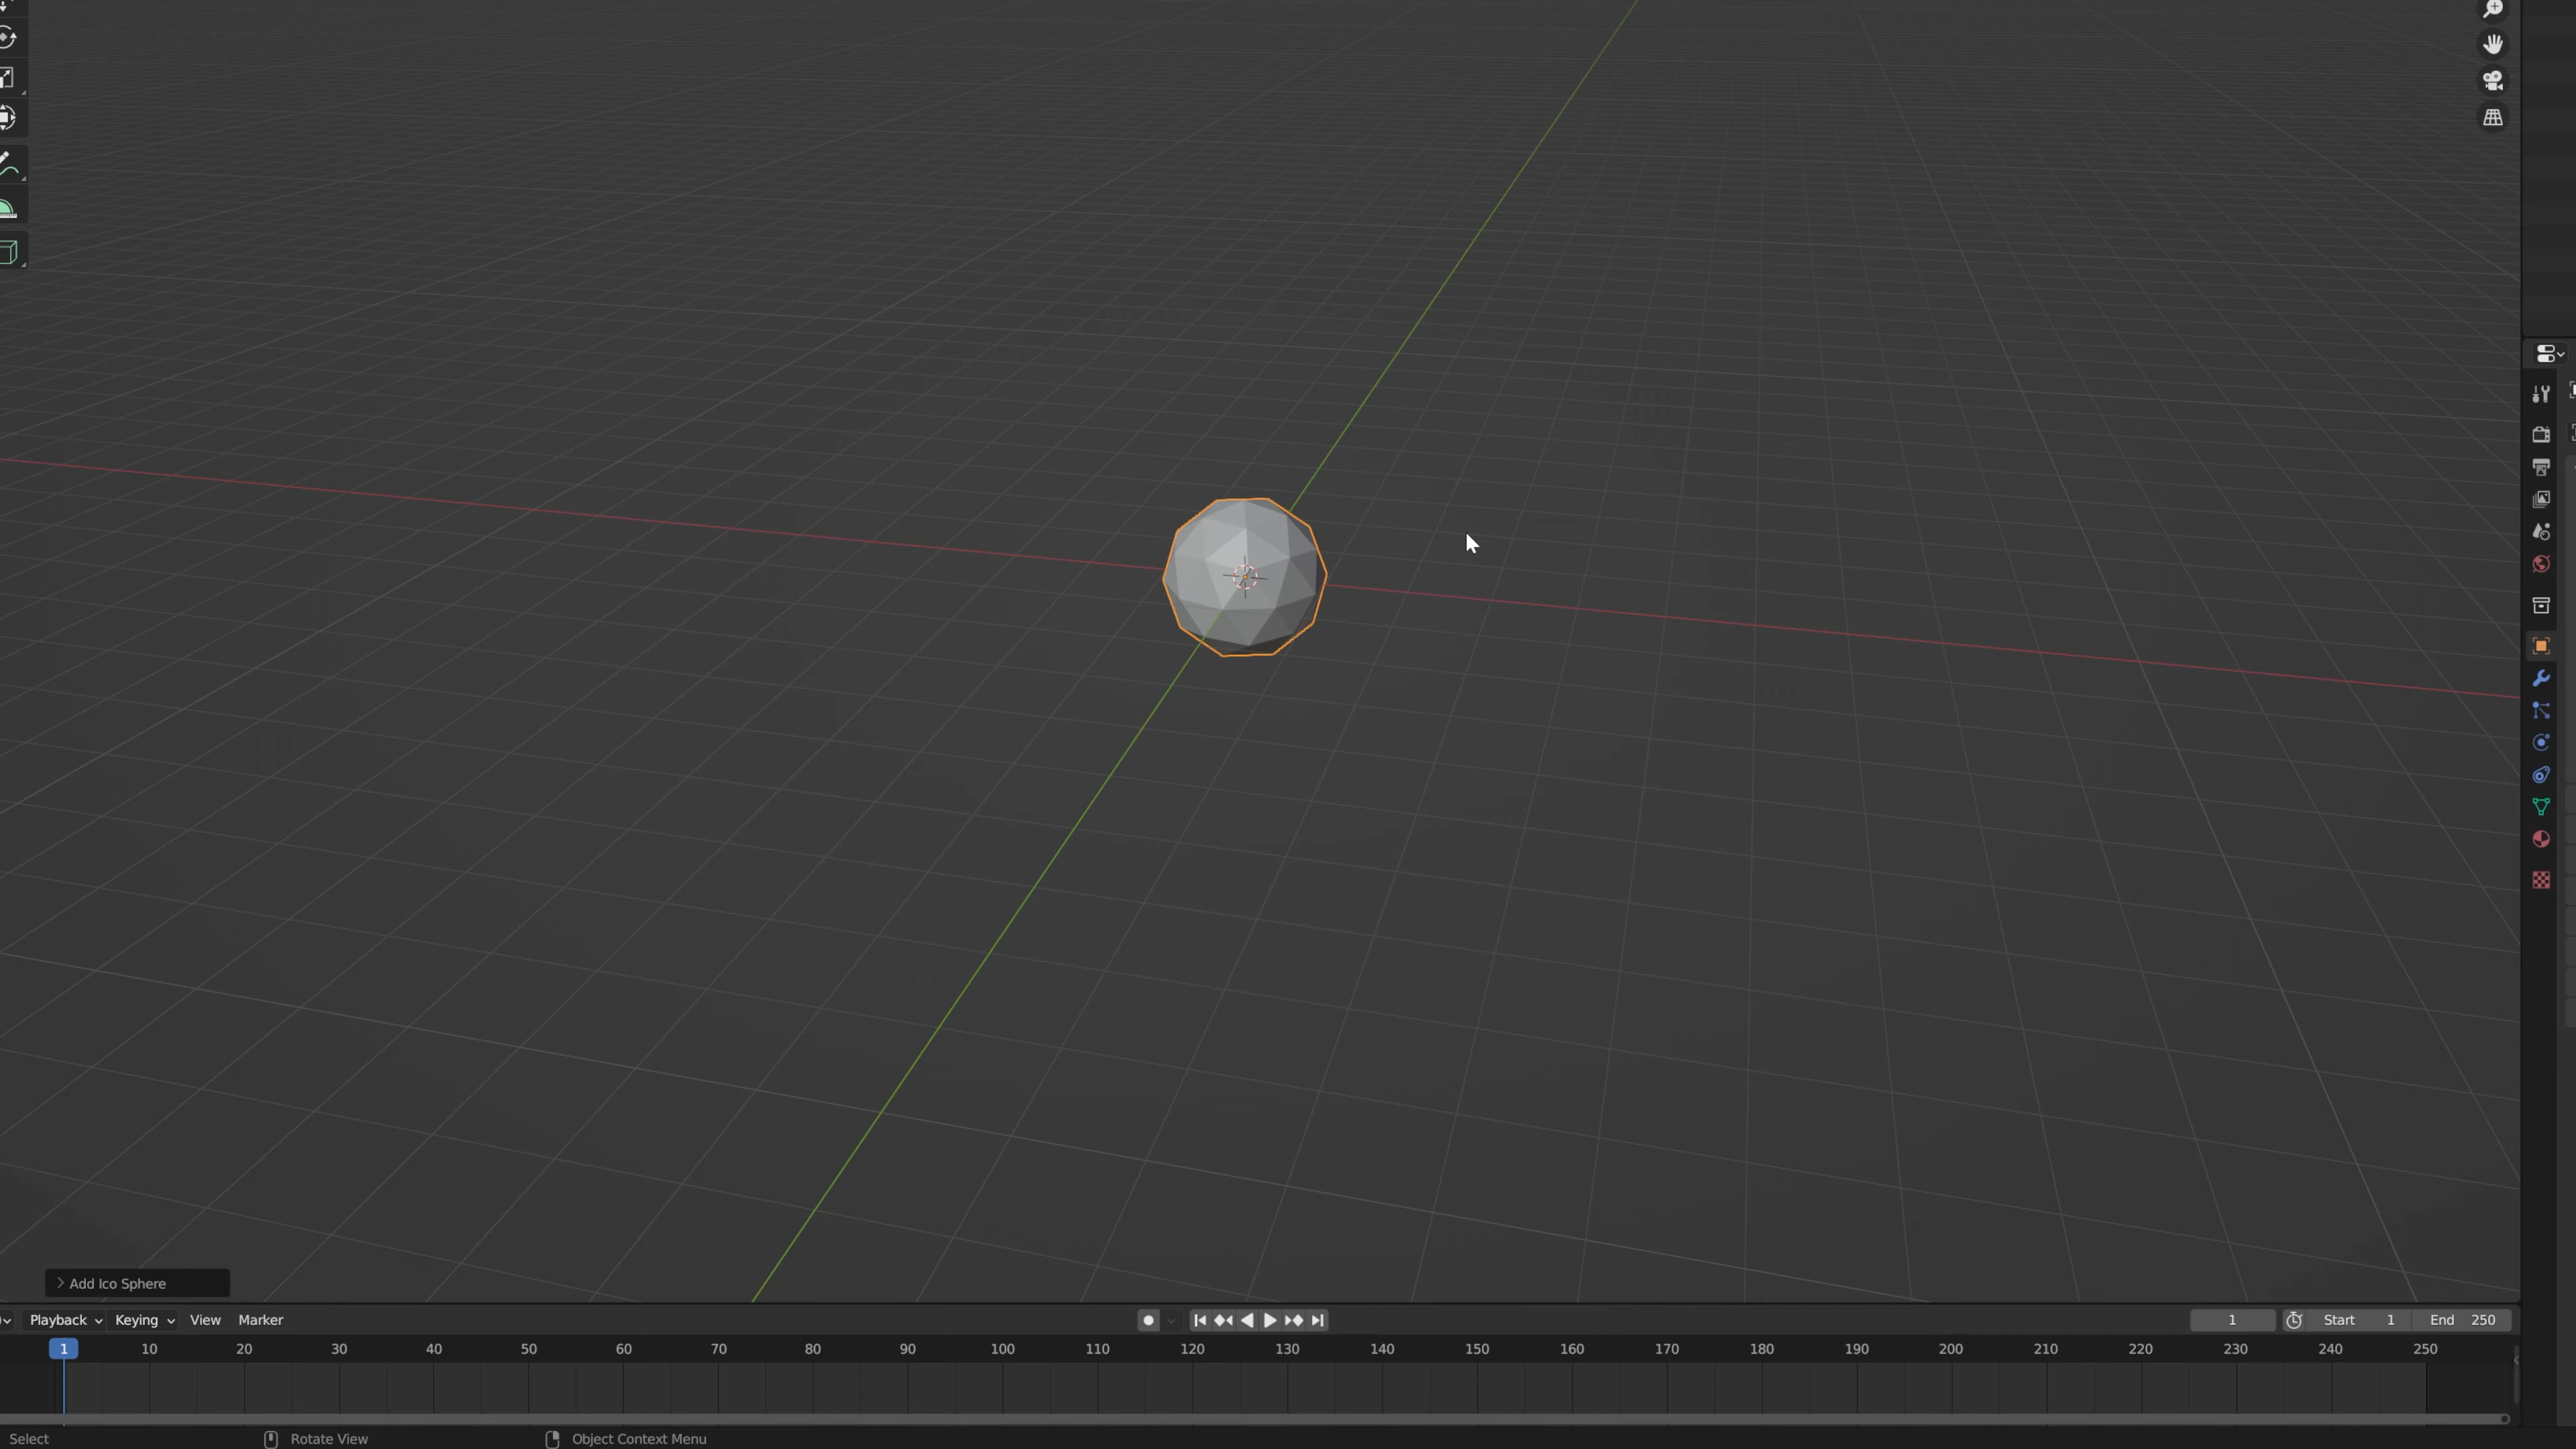 Add Ico Sphere
Playback Keying View Marker 1 Start 1 End 250
1 10 20 30 40 50 60 70 80 90 100 110 120 130 140 150 160 170 180 190 200 210 220 230 240 250
Select Rotate View Object Context Menu